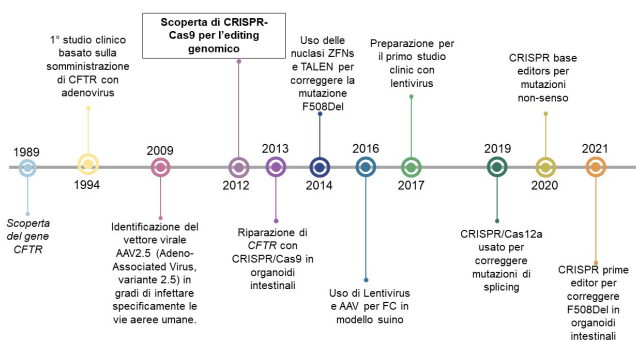 1° studio clinico
basato sulla
somministrazione
di CFTR con
adenovirus
Scoperta di CRISPR-
Cas9 per l'editing
genomico
Uso delle
nuclasi ZFNs
e TALEN per
correggere la
mutazione
F508Del
Preparazione per
il primo studio
clinic con
lentivirus
CRISPR base
editors per
mutazioni
non-senso
1989
1994
2009
2012
2013
2014
2016
2017
2019
2020
2021
Scoperta
del gene
CFTR
Identificazione del
vettore virale
AAV2.5 (Adeno-
Associated Virus,
variante 2.5) in
gradi di infettare
specificamente le
vie aeree umane.
Riparazione di
CFTR con
CRISPR/Cas9 in
organoidi
intestinali
Uso di Lentivirus
e AAV per FC in
modello suino
CRISPR/Cas12a
usato per
correggere
mutazioni di
splicing
CRISPR prime
editor per
correggere
F508Del in
organoidi
intestinali